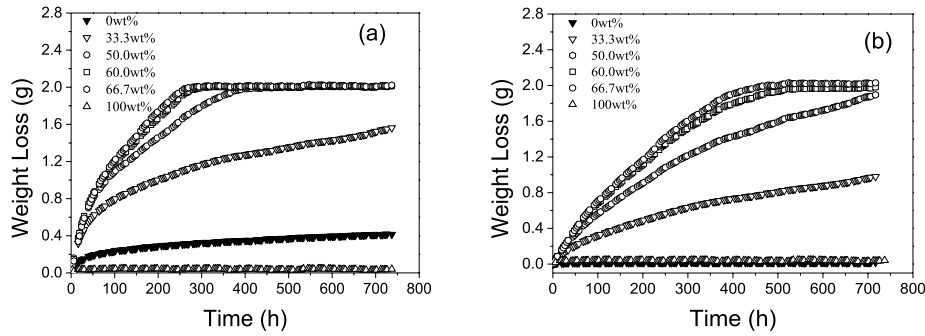 (a)
2.8
2.4
2.0
1.6
1.2
0.8
0.4
0.0
0wt%
33.3wt%
50.0wt%
60.0wt%
66.7wt%
100wt%
0 100 200 300 400 500 600 700 800
Time (h)
Weight Loss (g)
(b)
2.8
2.4
2.0
1.6
1.2
0.8
0.4
0.0
0wt%
33.3wt%
50.0wt%
60.0wt%
66.7wt%
100wt%
0 100 200 300 400 500 600 700 800
Time (h)
Weight Loss (g)